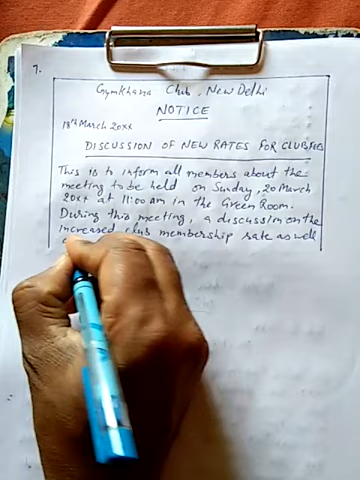 7.
Gymkhana Club, New Delhi
NOTICE
18th March 20xx
DISCUSSION OF NEW RATES FOR CLUB FEES
This is to inform all members about the
meeting to be held on Sunday, 20 March
20xx at 11:00 am in the Green Room.
During this meeting, a discussion on the
increased club membership rate as well